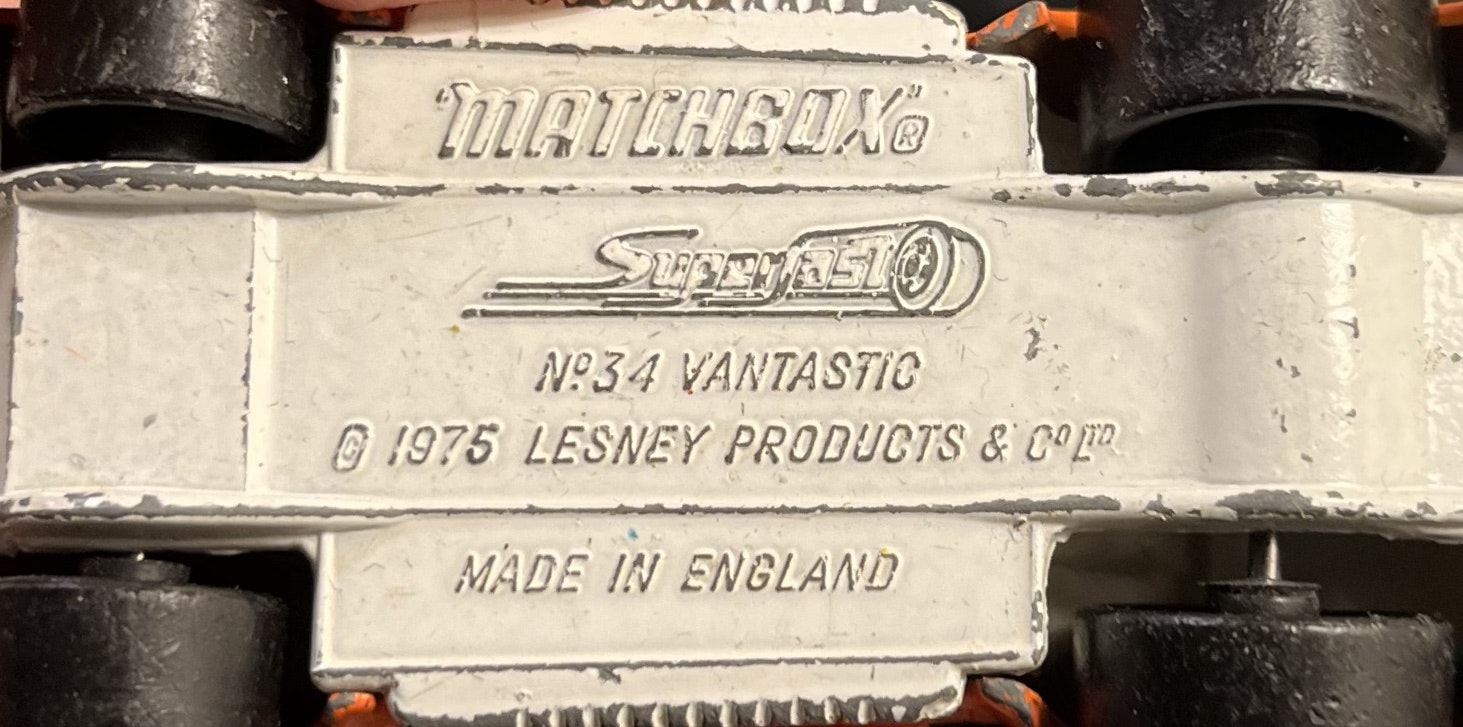 "MATCHBOX"®
Superfast
Nº34 VANTASTIC
© 1975 LESNEY PRODUCTS & Cº LTD
MADE IN ENGLAND